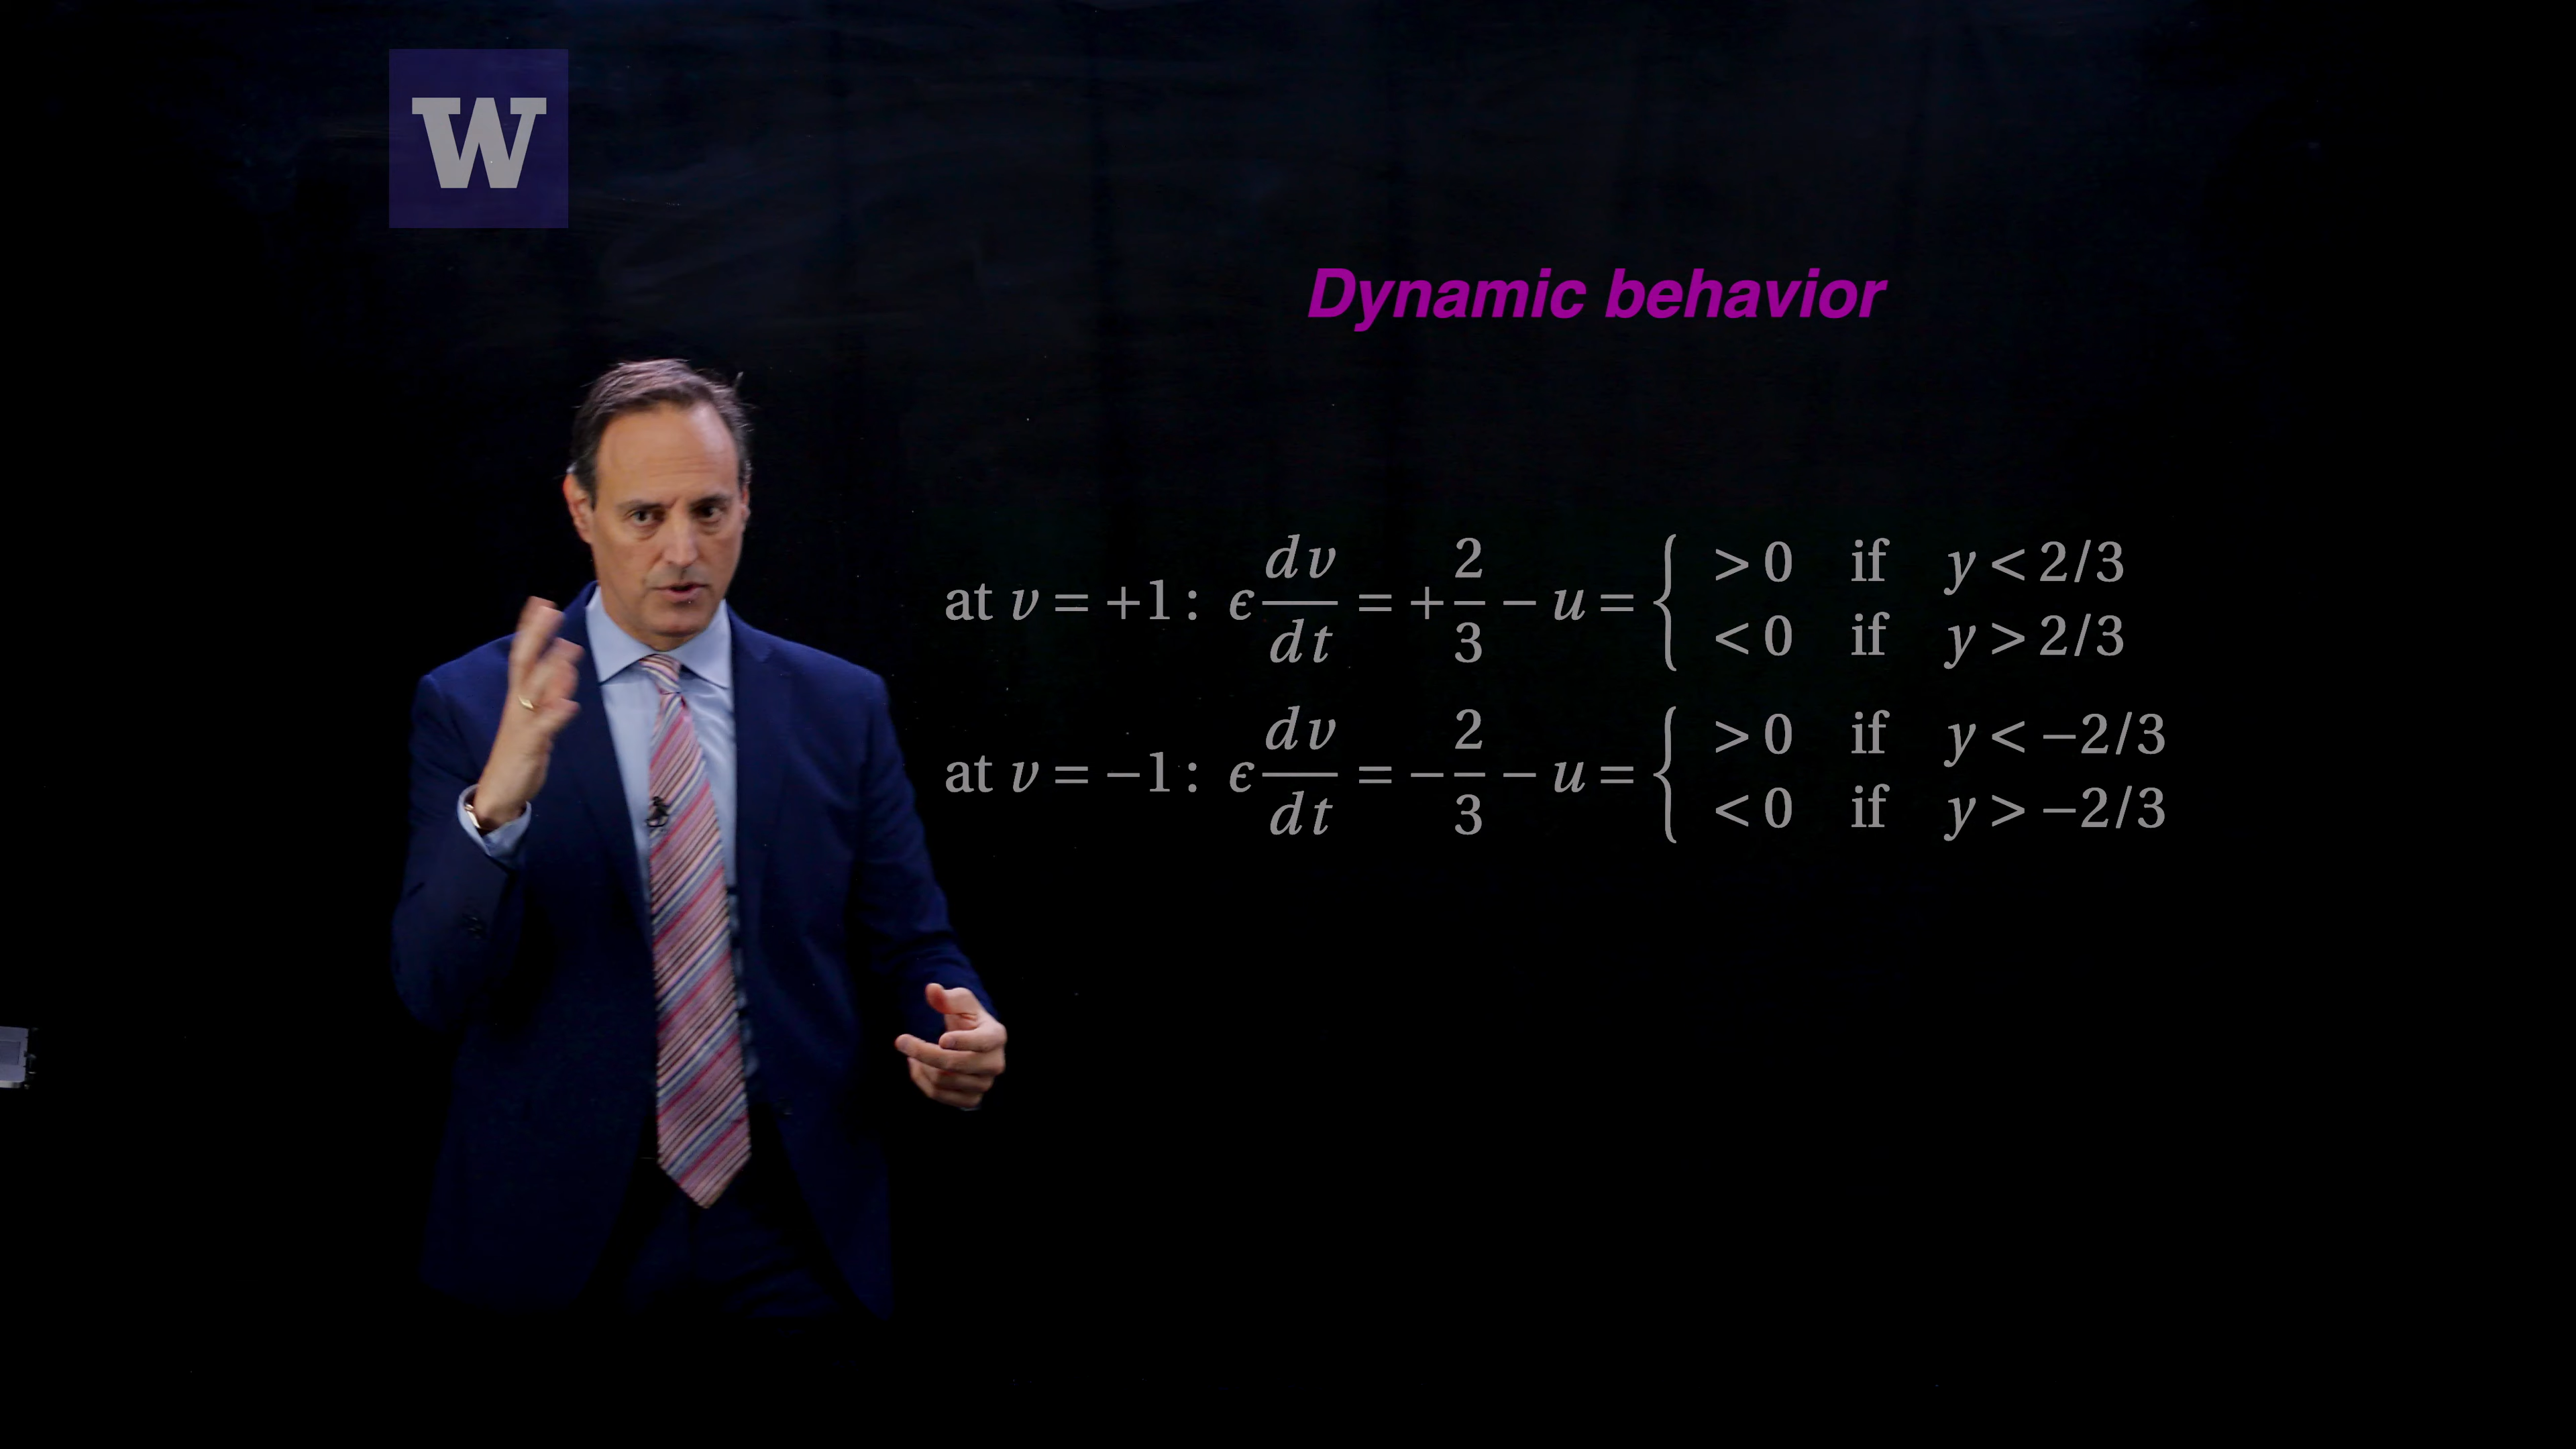 W
Dynamic behavior
at v = +1 : ϵ dv/dt = + 2/3 − u = { > 0 if y < 2/3
< 0 if y > 2/3
at v = −1 : ϵ dv/dt = − 2/3 − u = { > 0 if y < −2/3
< 0 if y > −2/3